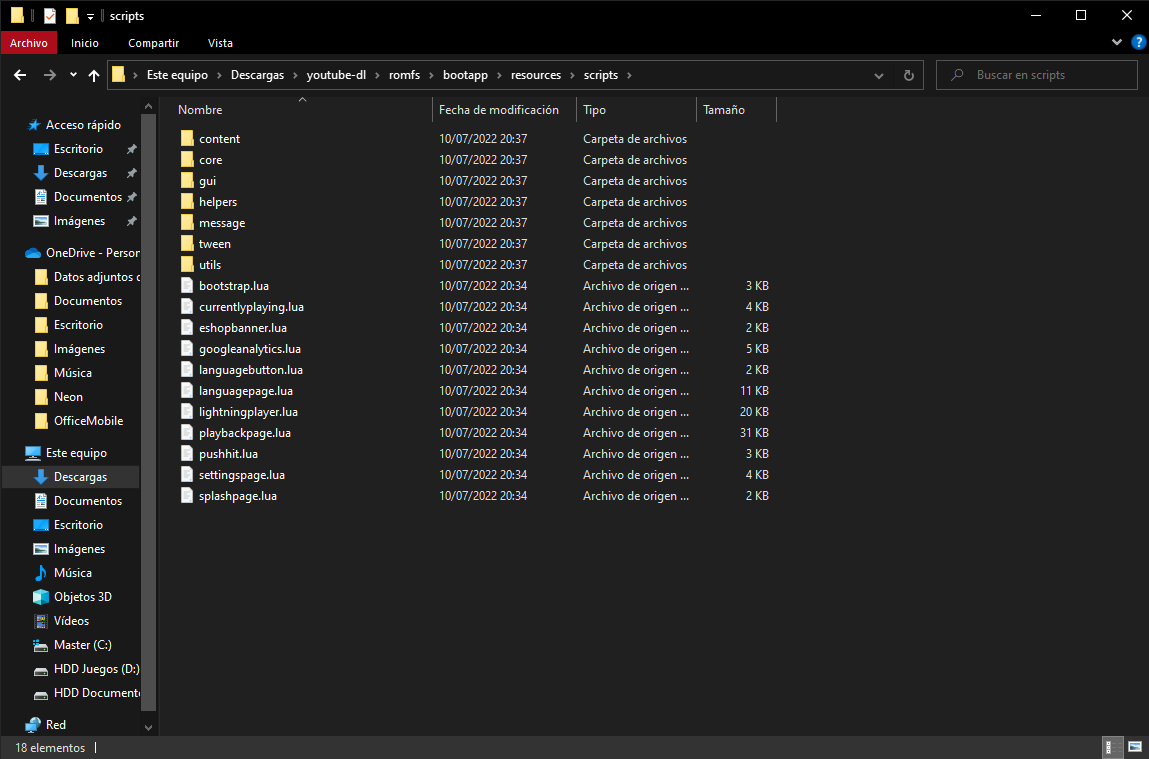 scripts
Archivo Inicio Compartir Vista
Este equipo > Descargas > youtube-dl > romfs > bootapp > resources > scripts >
Buscar en scripts
Acceso rápido
Escritorio
Descargas
Documentos
Imágenes
OneDrive - Person
Datos adjuntos c
Documentos
Escritorio
Imágenes
Música
Neon
OfficeMobile
Este equipo
Descargas
Documentos
Escritorio
Imágenes
Música
Objetos 3D
Vídeos
Master (C:)
HDD Juegos (D:)
HDD Documento
Red
Nombre Fecha de modificación Tipo Tamaño
content 10/07/2022 20:37 Carpeta de archivos
core 10/07/2022 20:37 Carpeta de archivos
gui 10/07/2022 20:37 Carpeta de archivos
helpers 10/07/2022 20:37 Carpeta de archivos
message 10/07/2022 20:37 Carpeta de archivos
tween 10/07/2022 20:37 Carpeta de archivos
utils 10/07/2022 20:37 Carpeta de archivos
bootstrap.lua 10/07/2022 20:34 Archivo de origen ... 3 KB
currentlyplaying.lua 10/07/2022 20:34 Archivo de origen ... 4 KB
eshopbanner.lua 10/07/2022 20:34 Archivo de origen ... 2 KB
googleanalytics.lua 10/07/2022 20:34 Archivo de origen ... 5 KB
languagebutton.lua 10/07/2022 20:34 Archivo de origen ... 2 KB
languagepage.lua 10/07/2022 20:34 Archivo de origen ... 11 KB
lightningplayer.lua 10/07/2022 20:34 Archivo de origen ... 20 KB
playbackpage.lua 10/07/2022 20:34 Archivo de origen ... 31 KB
pushhit.lua 10/07/2022 20:34 Archivo de origen ... 3 KB
settingspage.lua 10/07/2022 20:34 Archivo de origen ... 4 KB
splashpage.lua 10/07/2022 20:34 Archivo de origen ... 2 KB
18 elementos